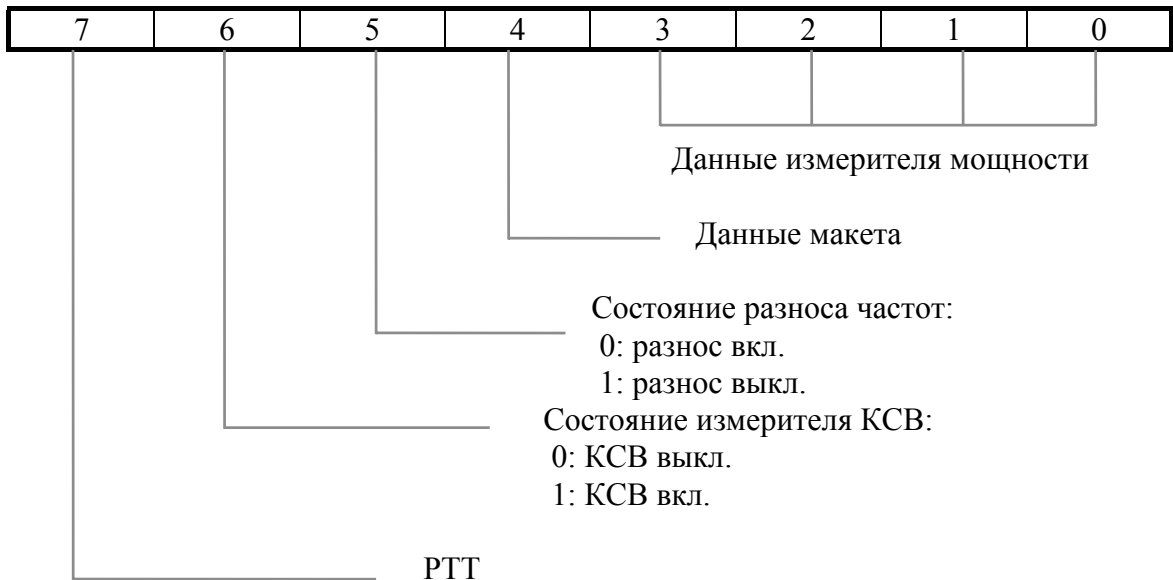 7 6 5 4 3 2 1 0
Данные измерителя мощности
Данные макета
Состояние разноса частот:
0: разнос вкл.
1: разнос выкл.
Состояние измерителя КСВ:
0: КСВ выкл.
1: КСВ вкл.
PTT